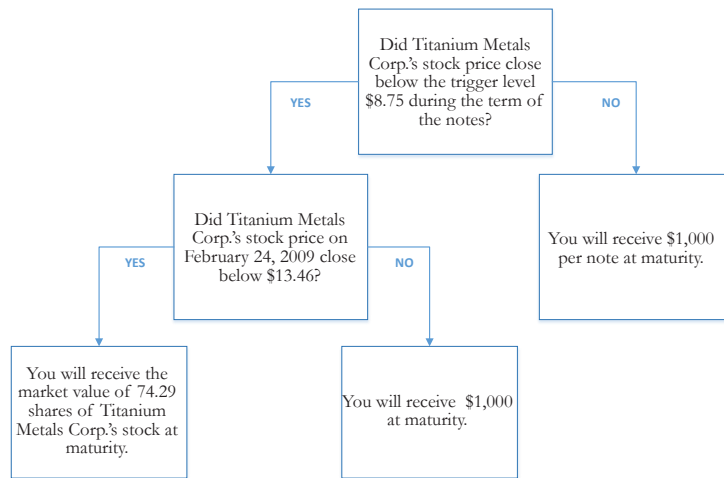 Did Titanium Metals
Corp.'s stock price close
below the trigger level
$8.75 during the term of
the notes?
YES
NO
Did Titanium Metals
Corp.'s stock price on
February 24, 2009 close
below $13.46?
You will receive $1,000
per note at maturity.
YES
NO
You will receive the
market value of 74.29
shares of Titanium
Metals Corp.'s stock at
maturity.
You will receive $1,000
at maturity.